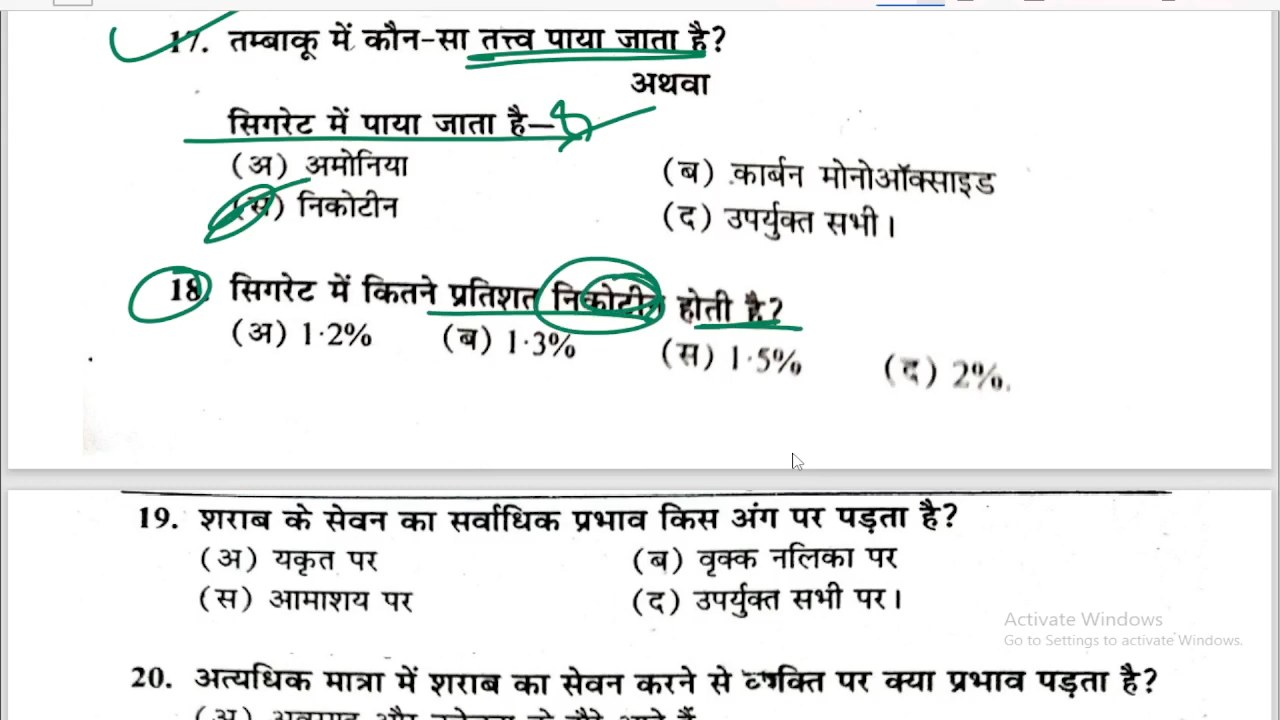 17. तम्बाकू में कौन-सा तत्त्व पाया जाता है?
अथवा
सिगरेट में पाया जाता है—
(अ) अमोनिया (ब) कार्बन मोनोऑक्साइड
(स) निकोटीन (द) उपर्युक्त सभी।
18. सिगरेट में कितने प्रतिशत निकोटीन होती है?
(अ) 1·2% (ब) 1·3% (स) 1·5% (द) 2%.
19. शराब के सेवन का सर्वाधिक प्रभाव किस अंग पर पड़ता है?
(अ) यकृत पर (ब) वृक्क नलिका पर
(स) आमाशय पर (द) उपर्युक्त सभी पर।
Activate Windows
Go to Settings to activate Windows.
20. अत्यधिक मात्रा में शराब का सेवन करने से व्यक्ति पर क्या प्रभाव पड़ता है?